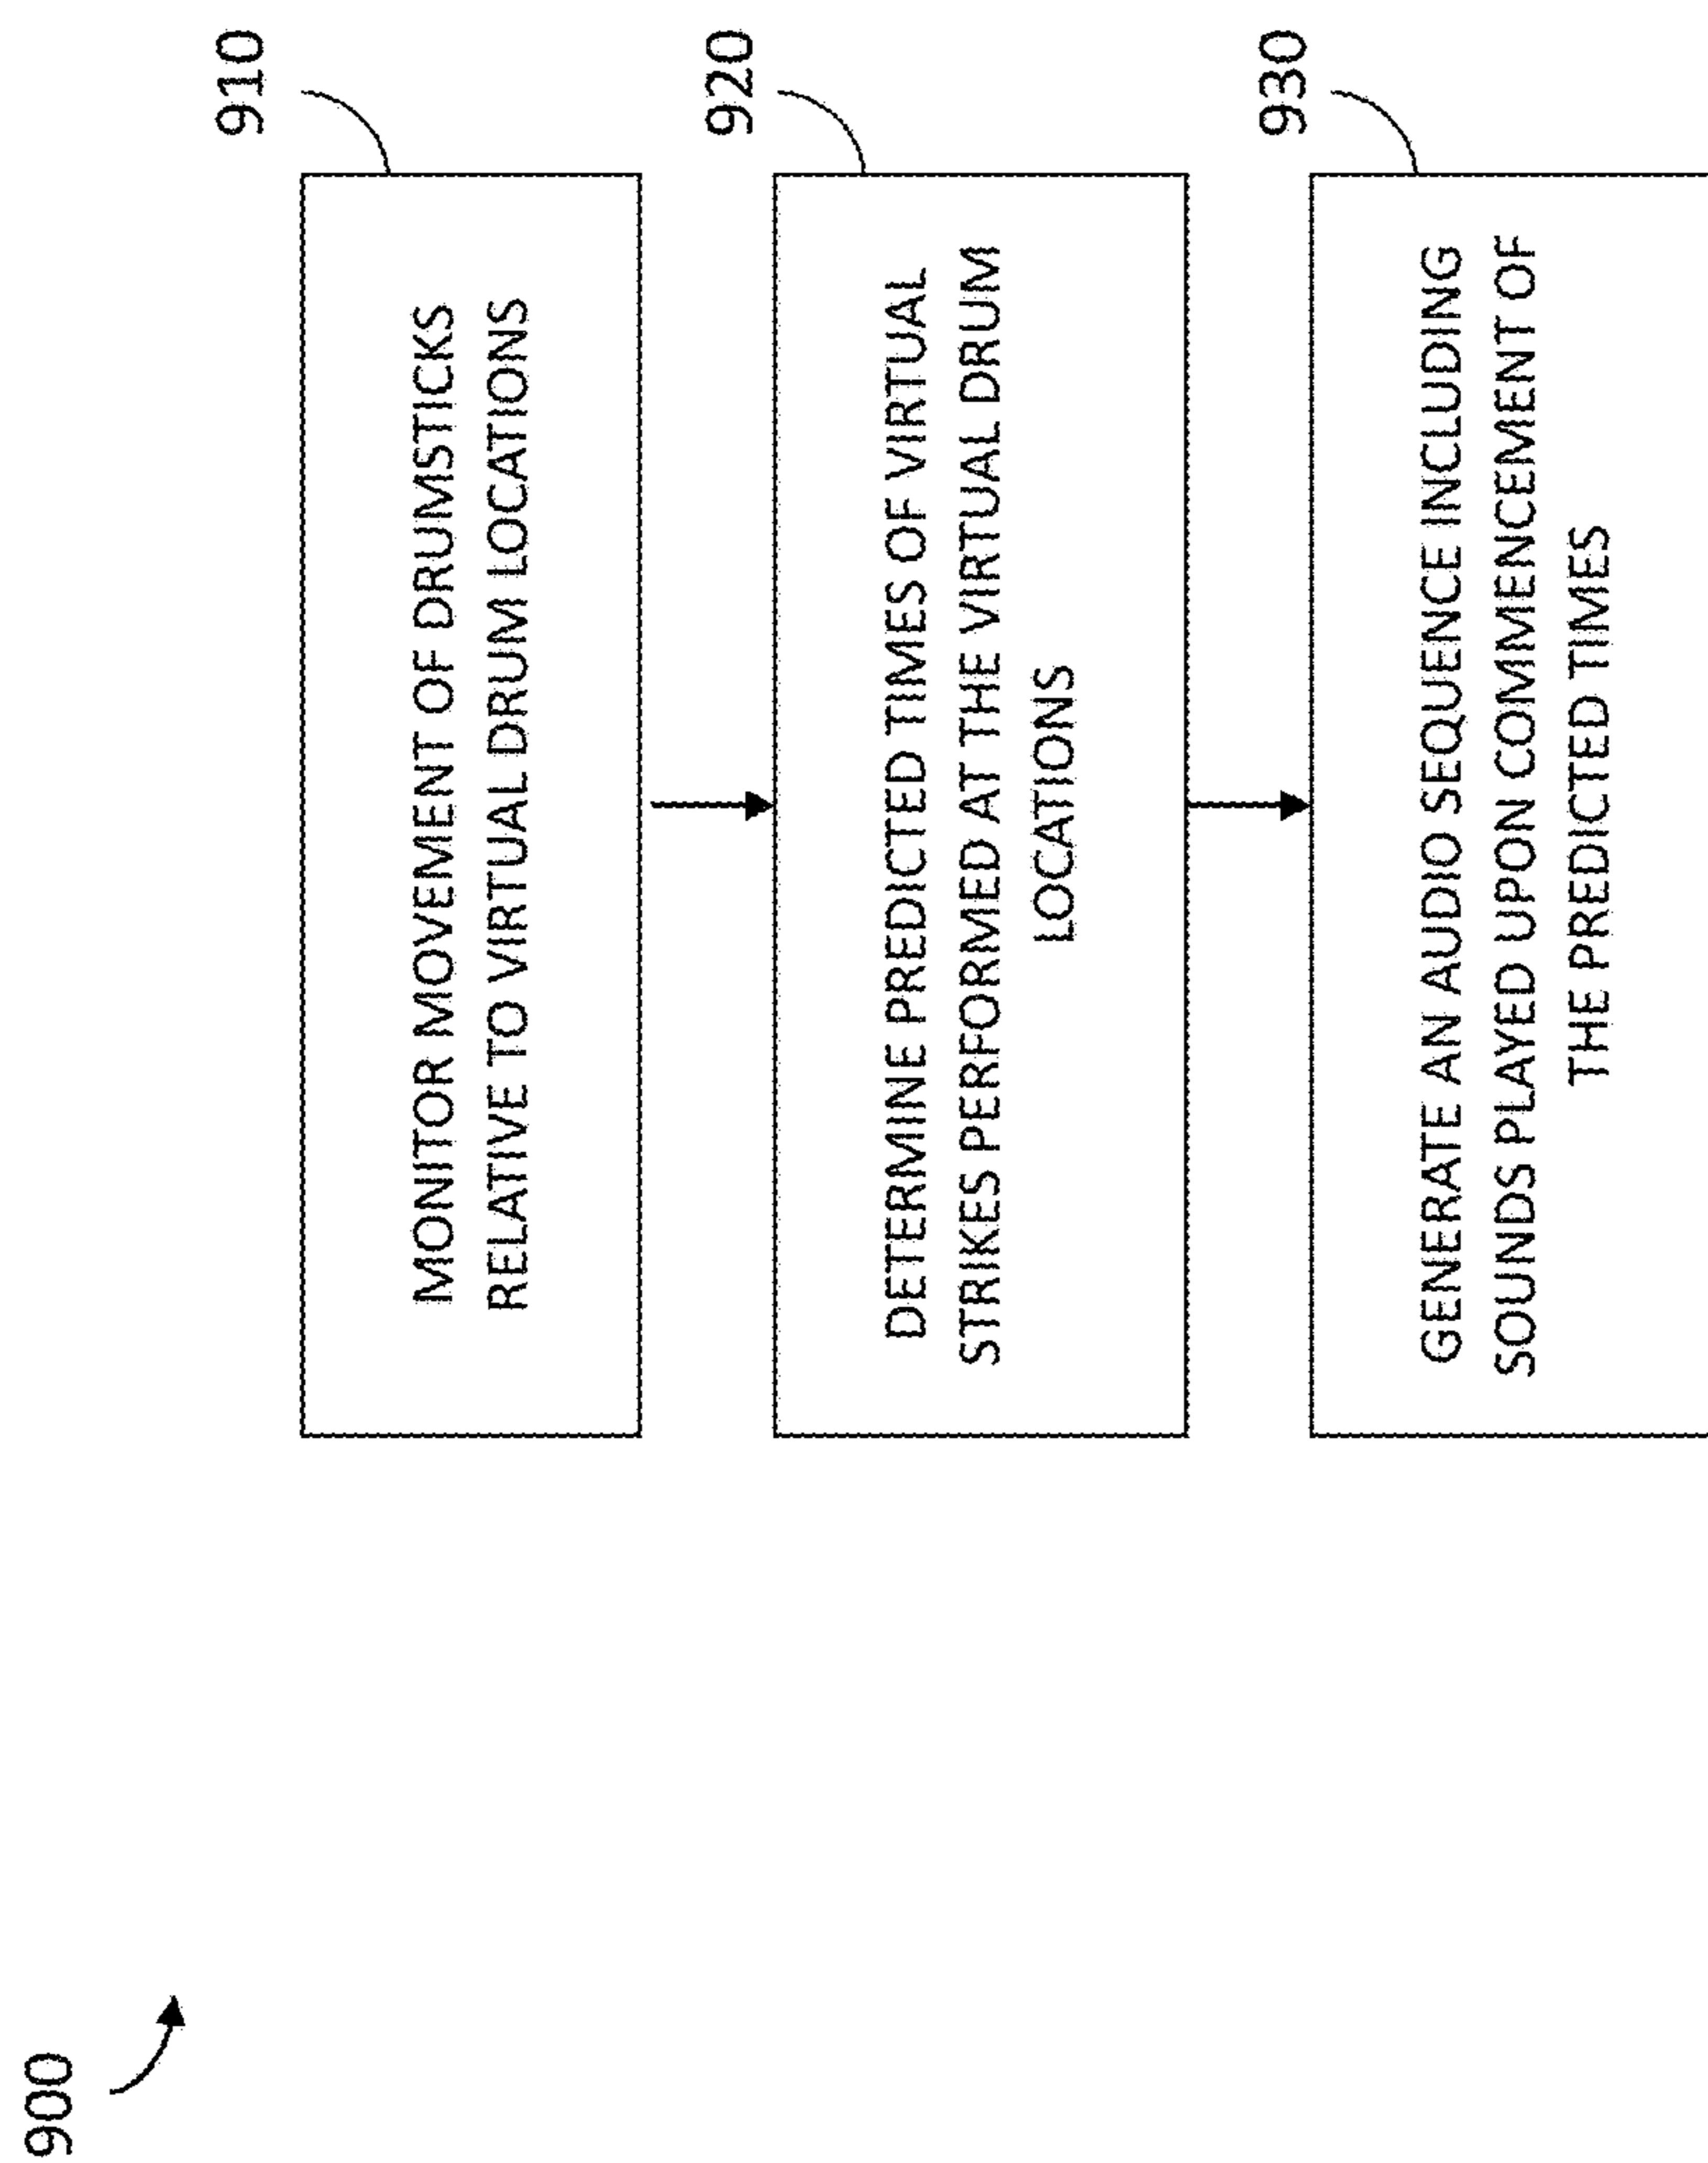 900
910
MONITOR MOVEMENT OF DRUMSTICKS
RELATIVE TO VIRTUAL DRUM LOCATIONS
920
DETERMINE PREDICTED TIMES OF VIRTUAL
STRIKES PERFORMED AT THE VIRTUAL DRUM
LOCATIONS
930
GENERATE AN AUDIO SEQUENCE INCLUDING
SOUNDS PLAYED UPON COMMENCEMENT OF
THE PREDICTED TIMES